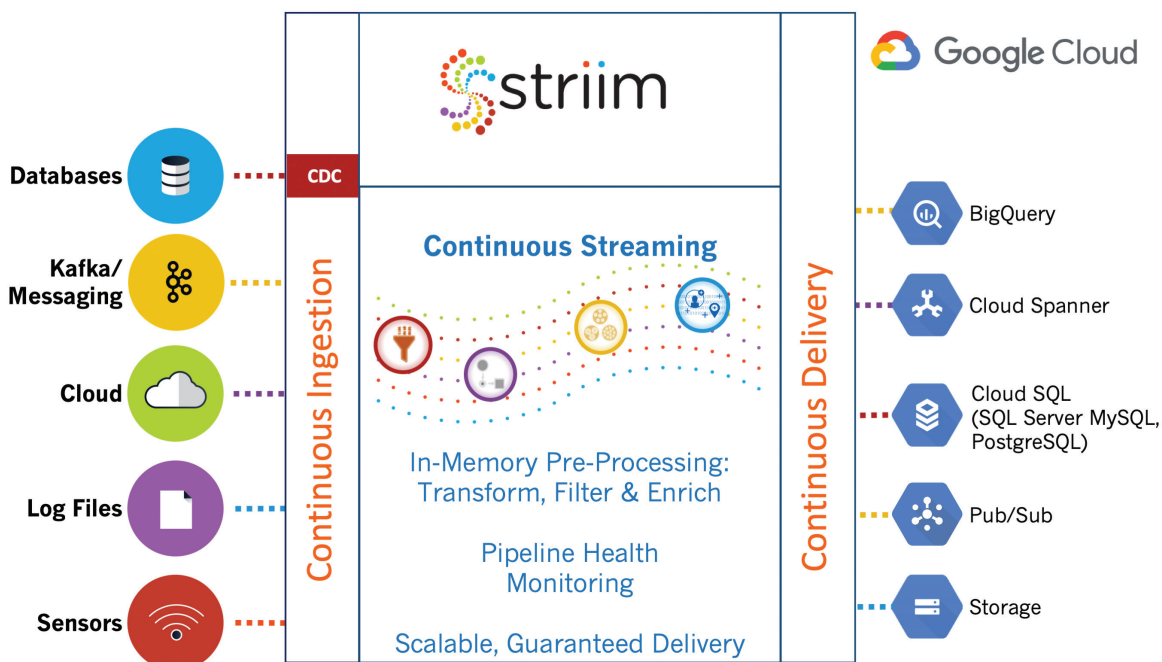 striim
Google Cloud
Databases
CDC
Kafka/
Messaging
Cloud
Log Files
Sensors
Continuous Ingestion
Continuous Streaming
In-Memory Pre-Processing:
Transform, Filter & Enrich
Pipeline Health
Monitoring
Scalable, Guaranteed Delivery
Continuous Delivery
BigQuery
Cloud Spanner
Cloud SQL
(SQL Server MySQL,
PostgreSQL)
Pub/Sub
Storage